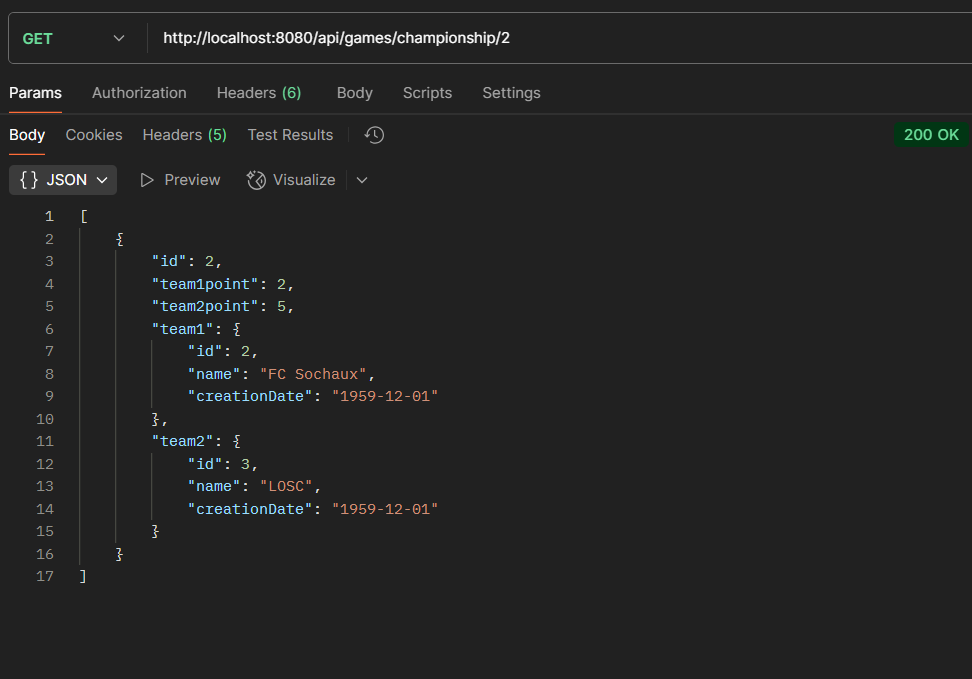 GET http://localhost:8080/api/games/championship/2
Params Authorization Headers (6) Body Scripts Settings
Body Cookies Headers (5) Test Results 200 OK
{} JSON Preview Visualize
1 [
2 {
3 "id": 2,
4 "team1point": 2,
5 "team2point": 5,
6 "team1": {
7 "id": 2,
8 "name": "FC Sochaux",
9 "creationDate": "1959-12-01"
10 },
11 "team2": {
12 "id": 3,
13 "name": "LOSC",
14 "creationDate": "1959-12-01"
15 }
16 }
17 ]